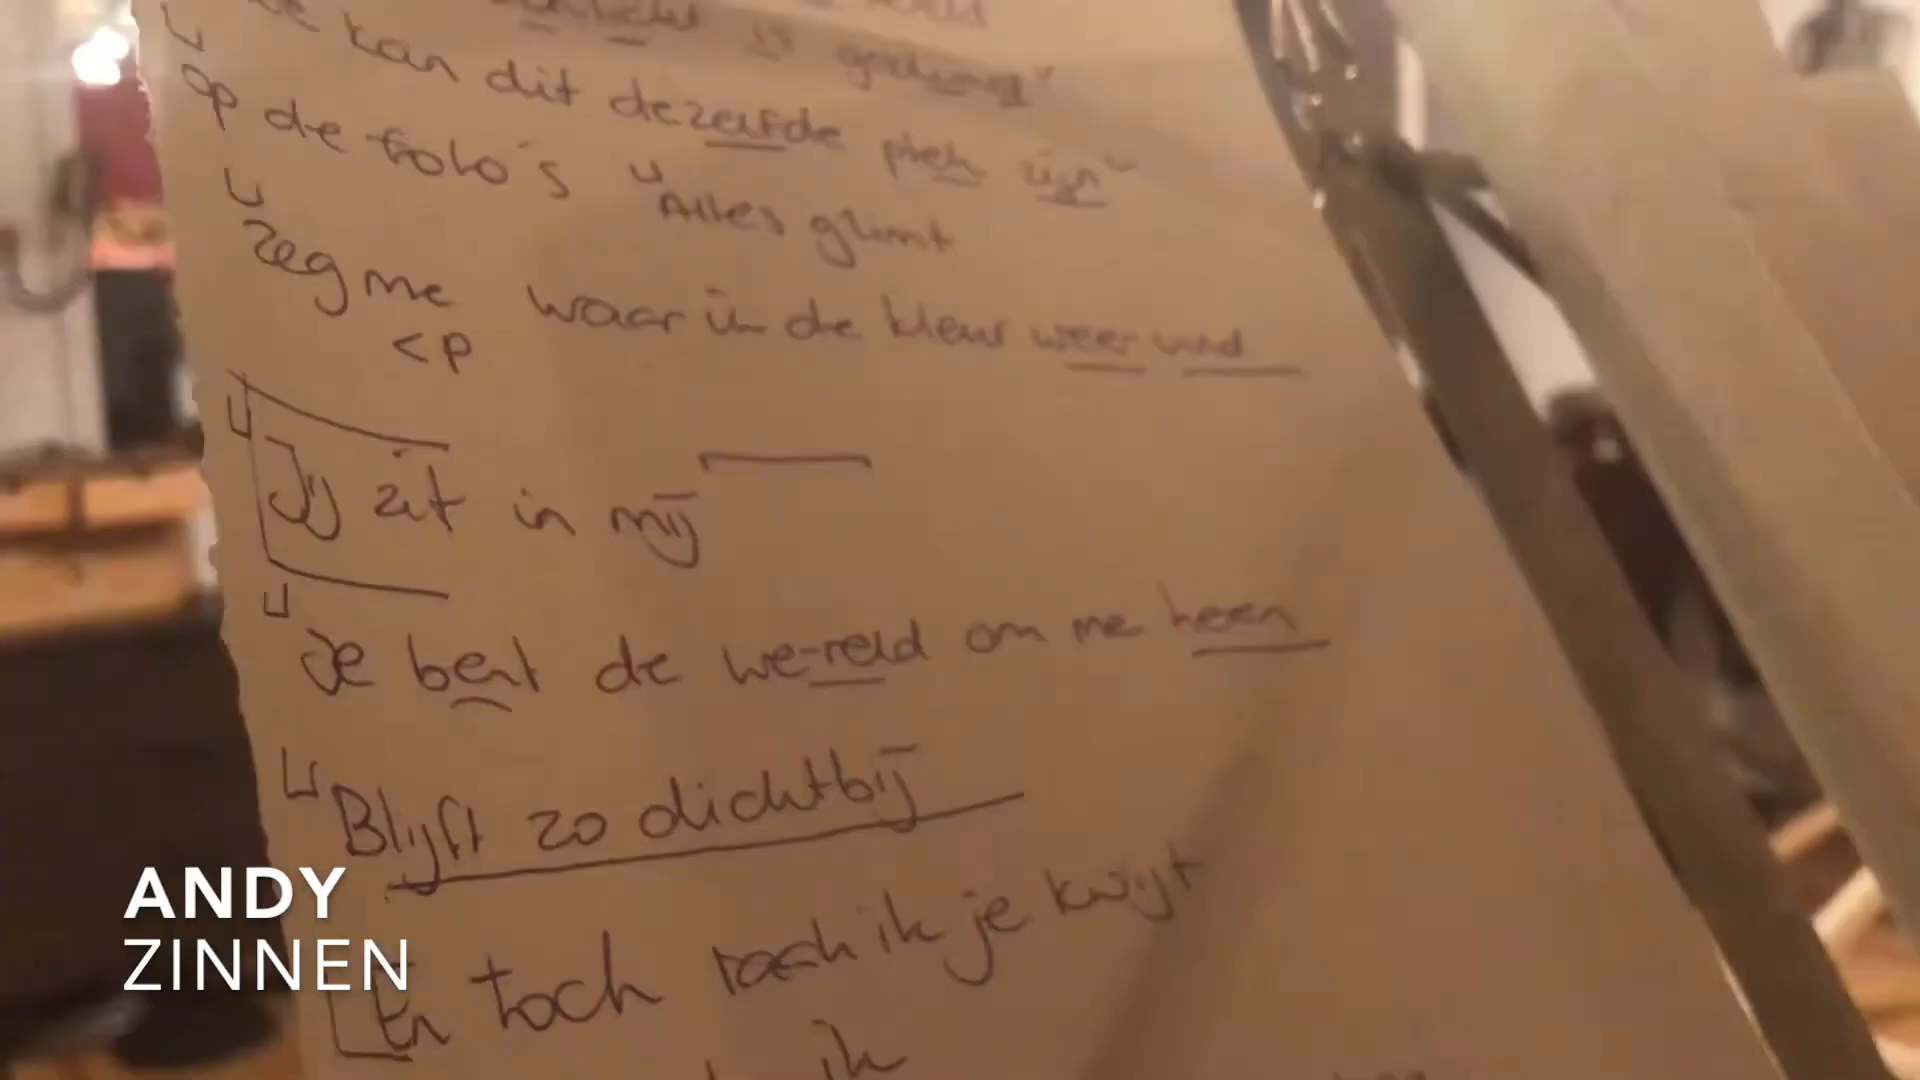 kan dit dezelfde plek zijn"
op de foto's "Alles glimt
zeg me waar ik de kleur weer vind
<p
Jij zit in mij
Je bent de we-reld om me heen
Blijft zo dichtbij
En toch raak ik je kwijt
ik
ANDY
ZINNEN